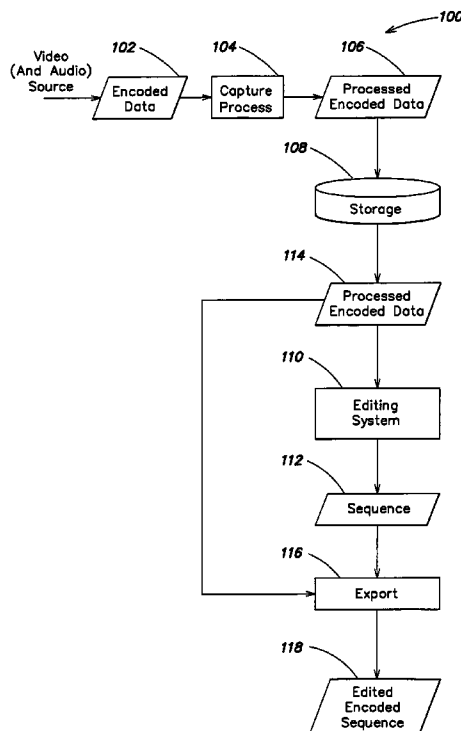 100
Video
(And Audio)
Source
102
Encoded
Data
104
Capture
Process
106
Processed
Encoded Data
108
Storage
114
Processed
Encoded Data
110
Editing
System
112
Sequence
116
Export
118
Edited
Encoded
Sequence